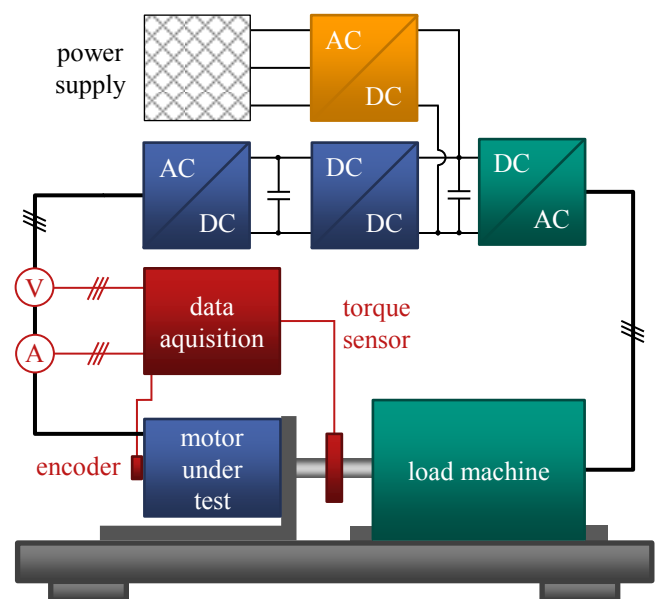 power
supply
AC
DC
AC
DC
DC
DC
DC
AC
V
A
data
aquisition
torque
sensor
encoder
motor
under
test
load machine